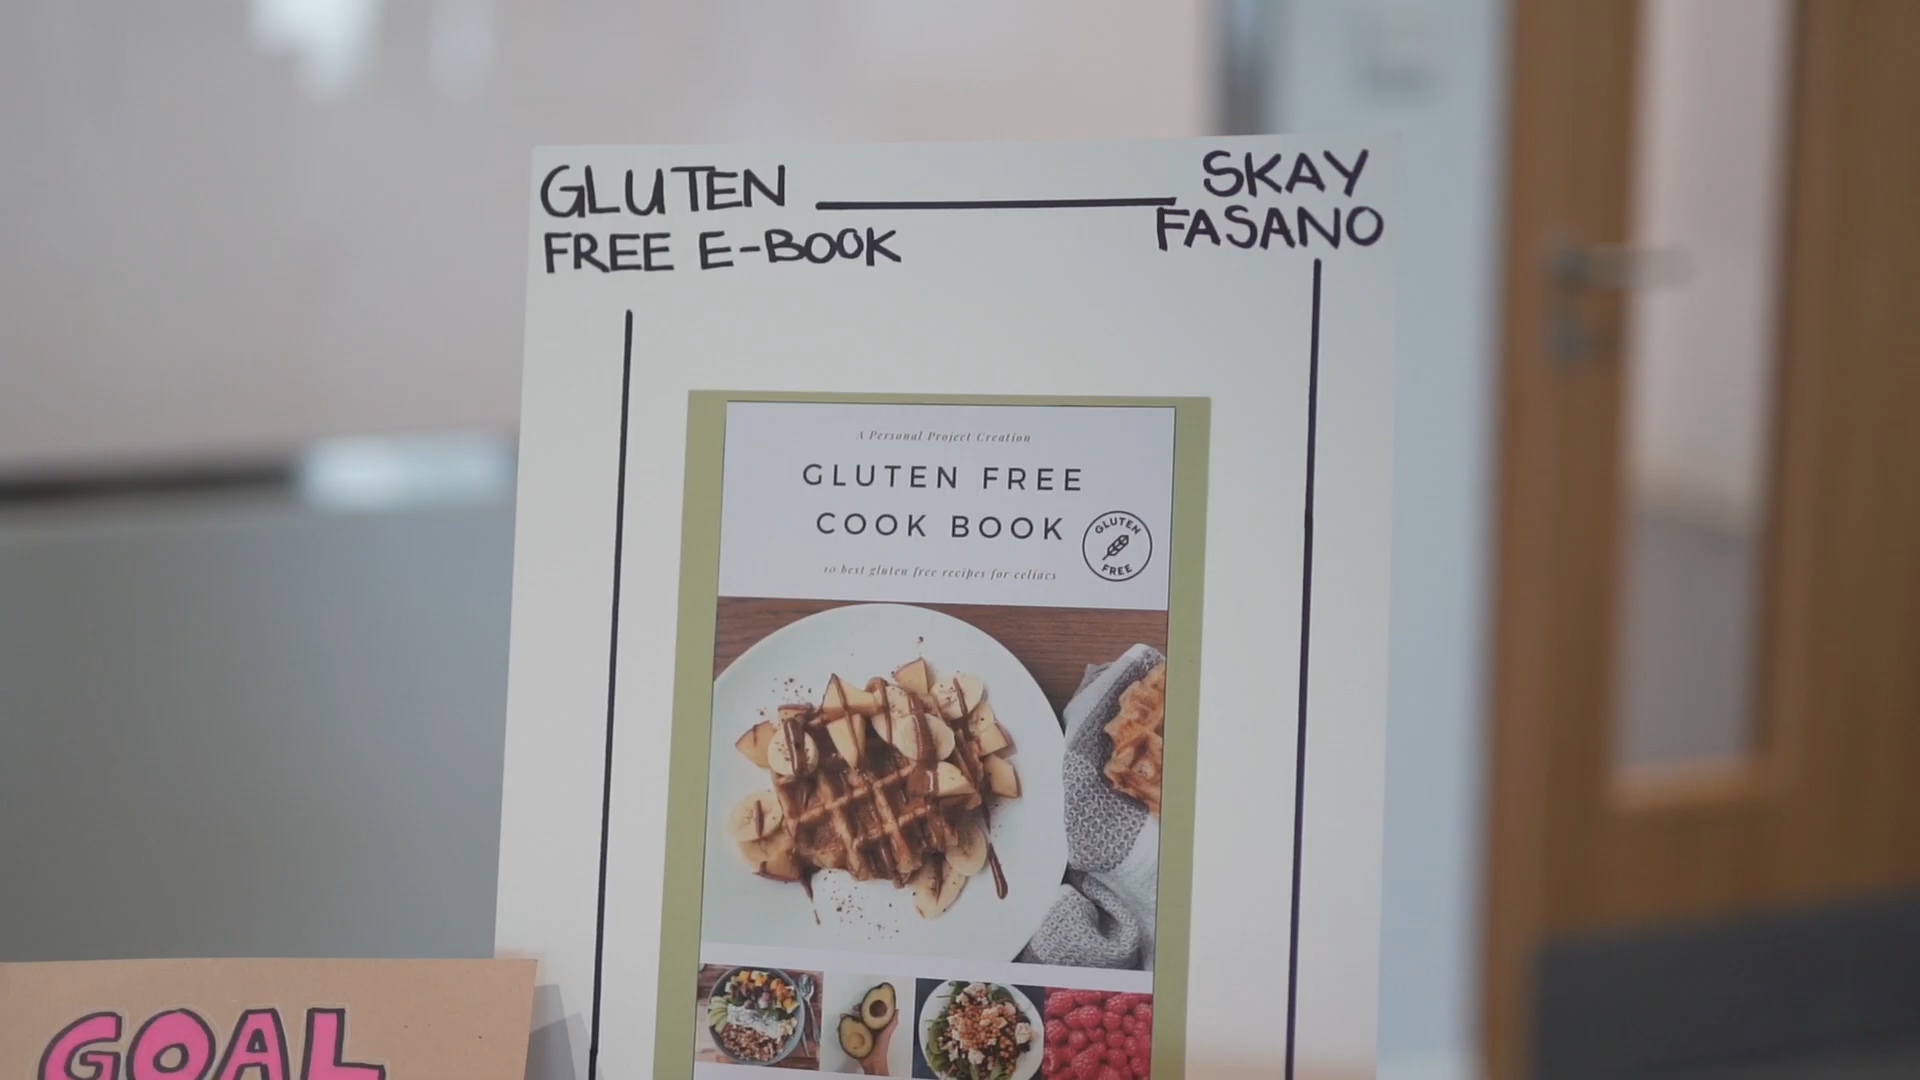 GLUTEN
FREE E-BOOK
SKAY
FASANO
A Personal Project Creation
GLUTEN FREE
COOK BOOK
GLUTEN
FREE
10 best gluten free recipes for celiacs
GOAL